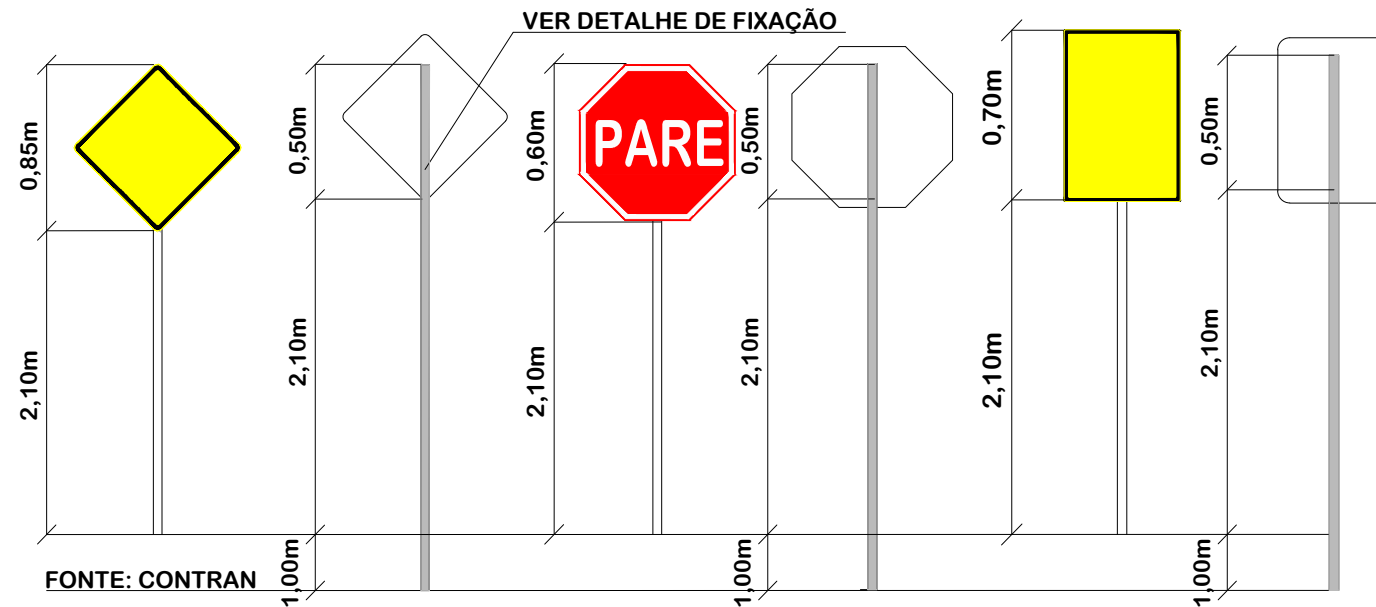 VER DETALHE DE FIXAÇÃO
0,85m
2,10m
0,50m
2,10m
1,00m
0,60m
2,10m
PARE
0,50m
2,10m
1,00m
0,70m
2,10m
0,50m
2,10m
1,00m
FONTE: CONTRAN